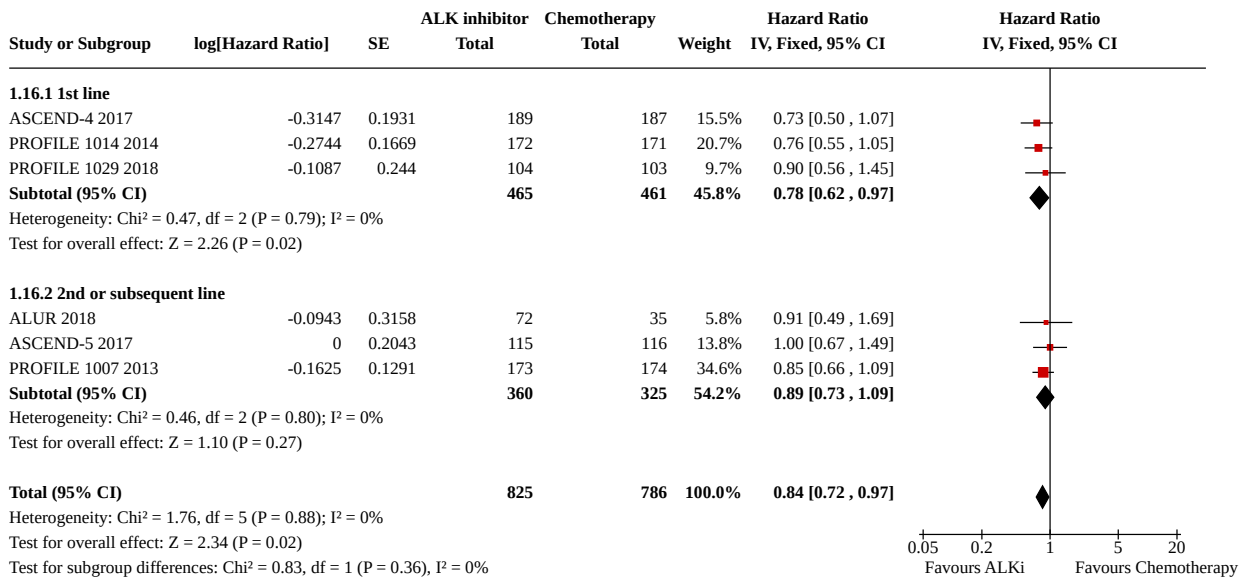 ALK inhibitor Chemotherapy Hazard Ratio Hazard Ratio
Study or Subgroup log[Hazard Ratio] SE Total Total Weight IV, Fixed, 95% CI IV, Fixed, 95% CI
1.16.1 1st line
ASCEND-4 2017 -0.3147 0.1931 189 187 15.5% 0.73 [0.50 , 1.07]
PROFILE 1014 2014 -0.2744 0.1669 172 171 20.7% 0.76 [0.55 , 1.05]
PROFILE 1029 2018 -0.1087 0.244 104 103 9.7% 0.90 [0.56 , 1.45]
Subtotal (95% CI) 465 461 45.8% 0.78 [0.62 , 0.97]
Heterogeneity: Chi² = 0.47, df = 2 (P = 0.79); I² = 0%
Test for overall effect: Z = 2.26 (P = 0.02)
1.16.2 2nd or subsequent line
ALUR 2018 -0.0943 0.3158 72 35 5.8% 0.91 [0.49 , 1.69]
ASCEND-5 2017 0 0.2043 115 116 13.8% 1.00 [0.67 , 1.49]
PROFILE 1007 2013 -0.1625 0.1291 173 174 34.6% 0.85 [0.66 , 1.09]
Subtotal (95% CI) 360 325 54.2% 0.89 [0.73 , 1.09]
Heterogeneity: Chi² = 0.46, df = 2 (P = 0.80); I² = 0%
Test for overall effect: Z = 1.10 (P = 0.27)
Total (95% CI) 825 786 100.0% 0.84 [0.72 , 0.97]
Heterogeneity: Chi² = 1.76, df = 5 (P = 0.88); I² = 0%
Test for overall effect: Z = 2.34 (P = 0.02)
Test for subgroup differences: Chi² = 0.83, df = 1 (P = 0.36), I² = 0%
0.05 0.2 1 5 20
Favours ALKi Favours Chemotherapy